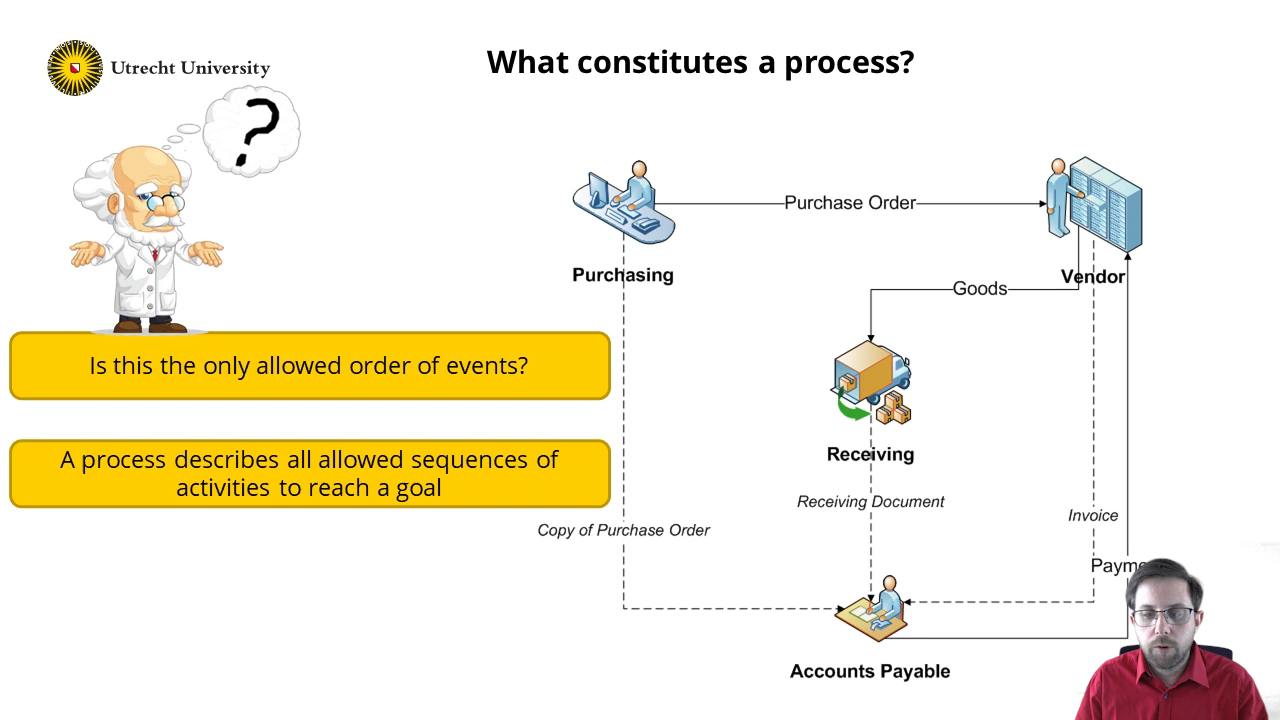 Utrecht University
What constitutes a process?
?
Purchase Order
Purchasing
Vendor
Goods
Is this the only allowed order of events?
A process describes all allowed sequences of
activities to reach a goal
Receiving
Receiving Document
Invoice
Copy of Purchase Order
Payme
Accounts Payable